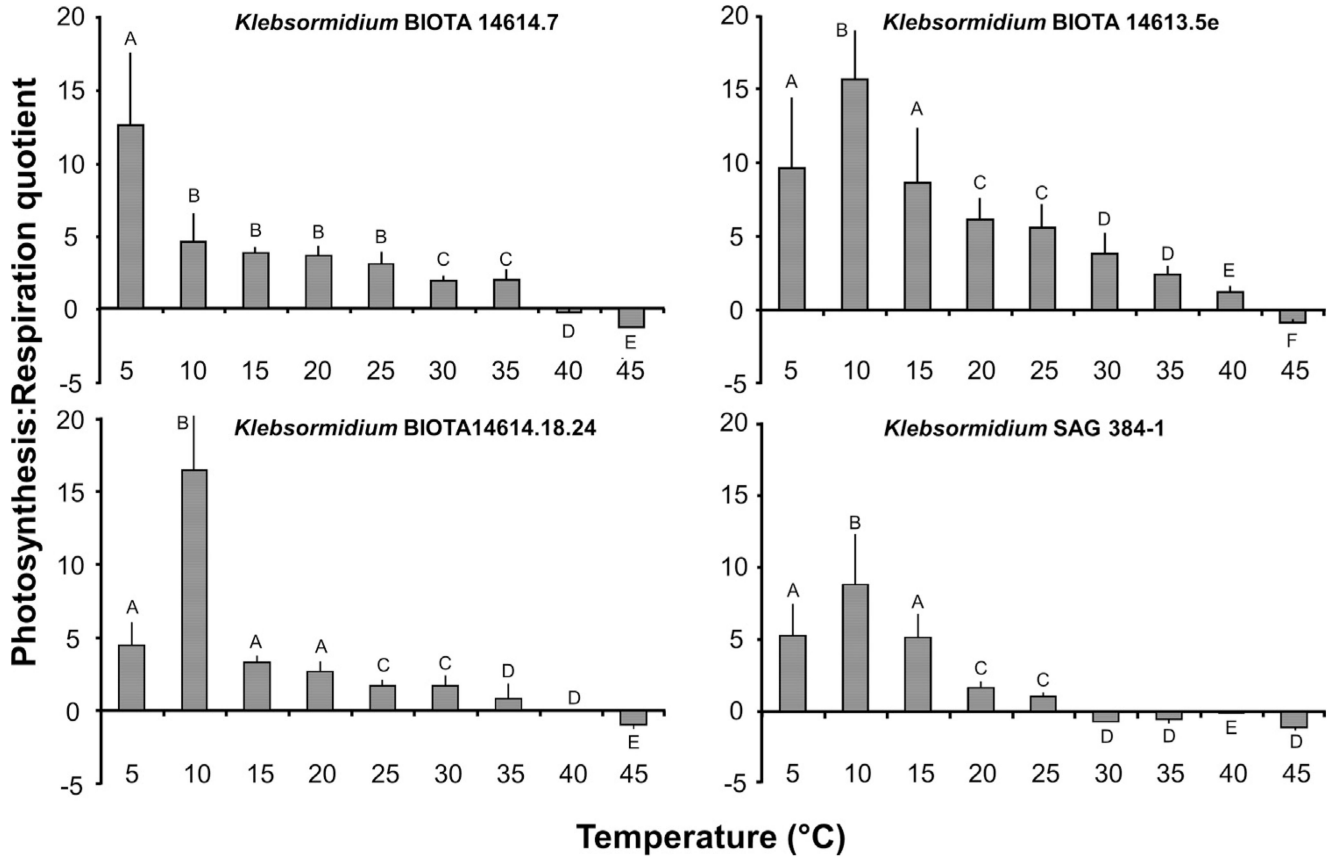 Photosynthesis:Respiration quotient
Klebsormidium BIOTA 14614.7
20
15
10
5
0
-5
A
B
B
B
B
C
C
D
E
5 10 15 20 25 30 35 40 45
Klebsormidium BIOTA 14613.5e
20
15
10
5
0
-5
A
B
A
C
C
D
D
E
F
5 10 15 20 25 30 35 40 45
Klebsormidium BIOTA14614.18.24
20
15
10
5
0
-5
A
B
A
A
C
C
D
D
E
5 10 15 20 25 30 35 40 45
Klebsormidium SAG 384-1
20
15
10
5
0
-5
A
B
A
C
C
D
D
E
D
5 10 15 20 25 30 35 40 45
Temperature (°C)